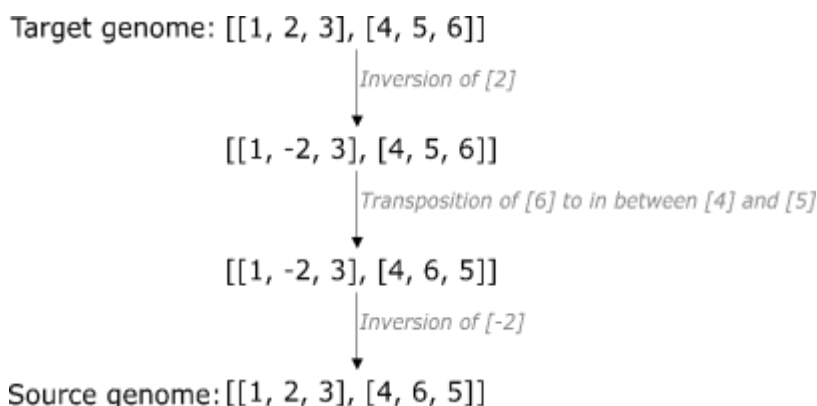 Target genome: [[1, 2, 3], [4, 5, 6]]
Inversion of [2]
[[1, -2, 3], [4, 5, 6]]
Transposition of [6] to in between [4] and [5]
[[1, -2, 3], [4, 6, 5]]
Inversion of [-2]
Source genome: [[1, 2, 3], [4, 6, 5]]